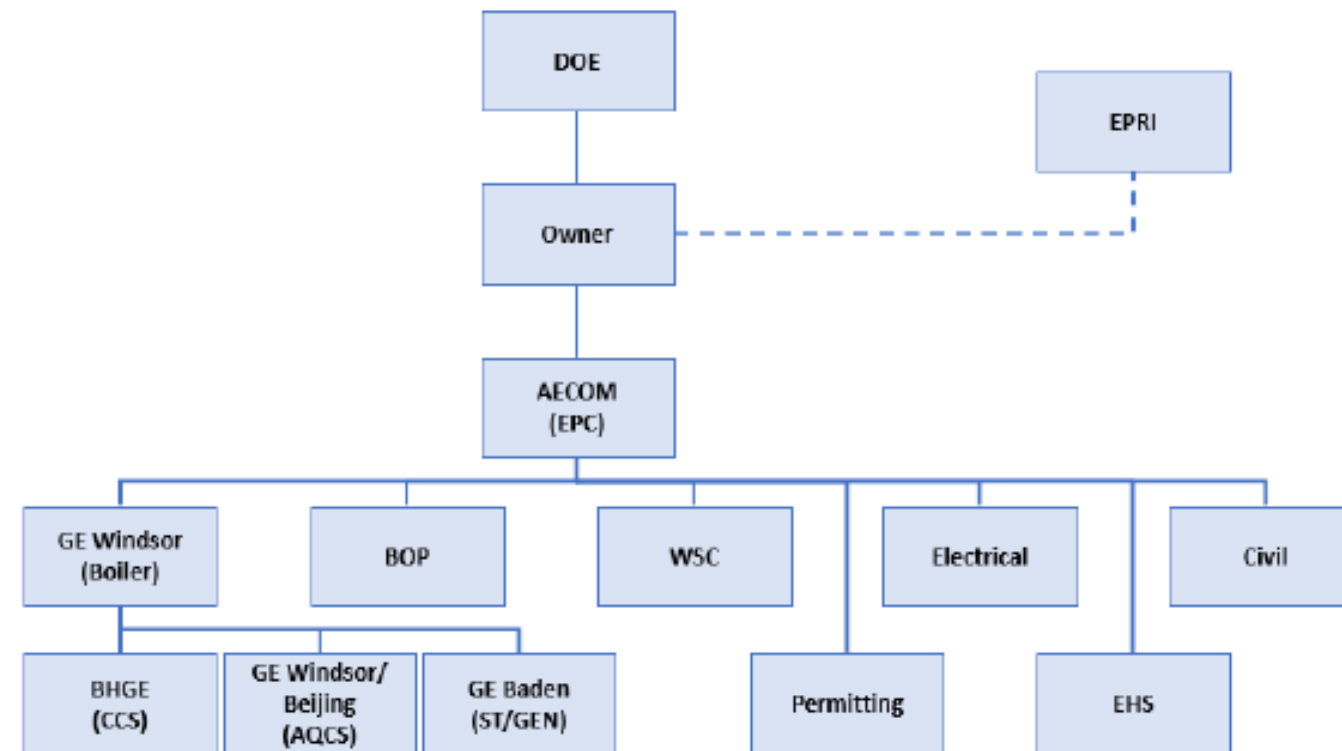 DOE
EPRI
Owner
AECOM
(EPC)
GE Windsor
(Boiler)
BOP
WSC
Electrical
Civil
BHGE
(CCS)
GE Windsor/
Beijing
(AQCS)
GE Baden
(ST/GEN)
Permitting
EHS